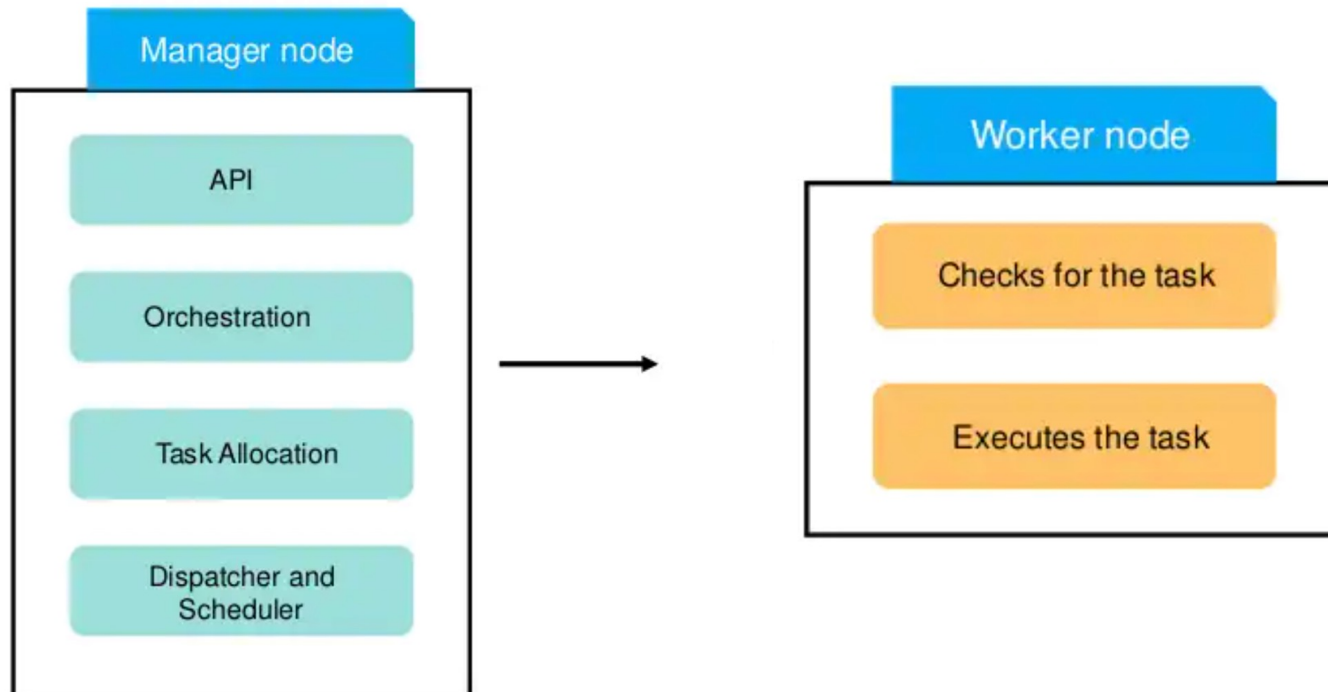 Manager node
API
Orchestration
Task Allocation
Dispatcher and
Scheduler
Worker node
Checks for the task
Executes the task